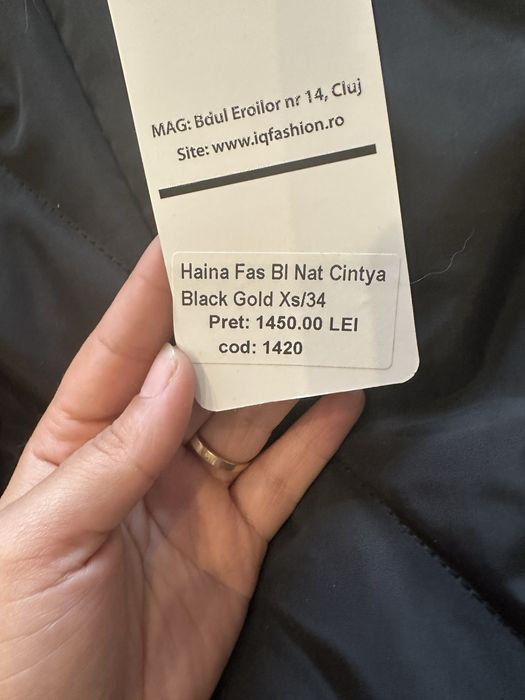 MAG: Bdul Eroilor nr 14, Cluj
Site: www.iqfashion.ro
Haina Fas Bl Nat Cintya
Black Gold Xs/34
Pret: 1450.00 LEI
cod: 1420